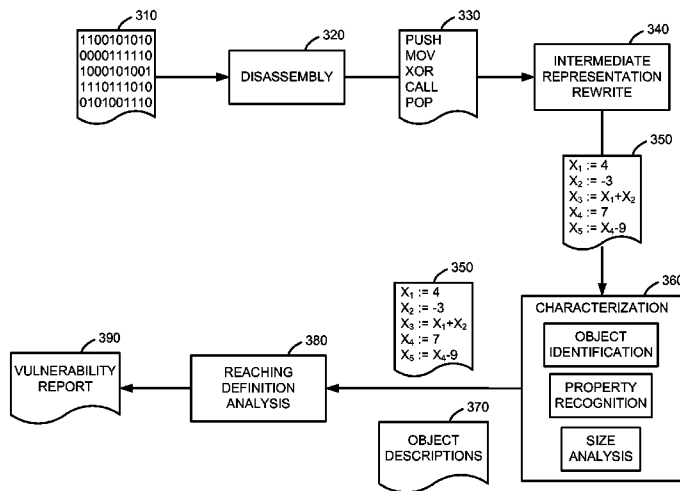 310
1100101010
0000111110
1000101001
1110111010
0101001110
320
DISASSEMBLY
330
PUSH
MOV
XOR
CALL
POP
340
INTERMEDIATE
REPRESENTATION
REWRITE
350
X₁ := 4
X₂ := -3
X₃ := X₁+X₂
X₄ := 7
X₅ := X₄-9
360
CHARACTERIZATION
OBJECT
IDENTIFICATION
PROPERTY
RECOGNITION
SIZE
ANALYSIS
350
X₁ := 4
X₂ := -3
X₃ := X₁+X₂
X₄ := 7
X₅ := X₄-9
370
OBJECT
DESCRIPTIONS
380
REACHING
DEFINITION
ANALYSIS
390
VULNERABILITY
REPORT